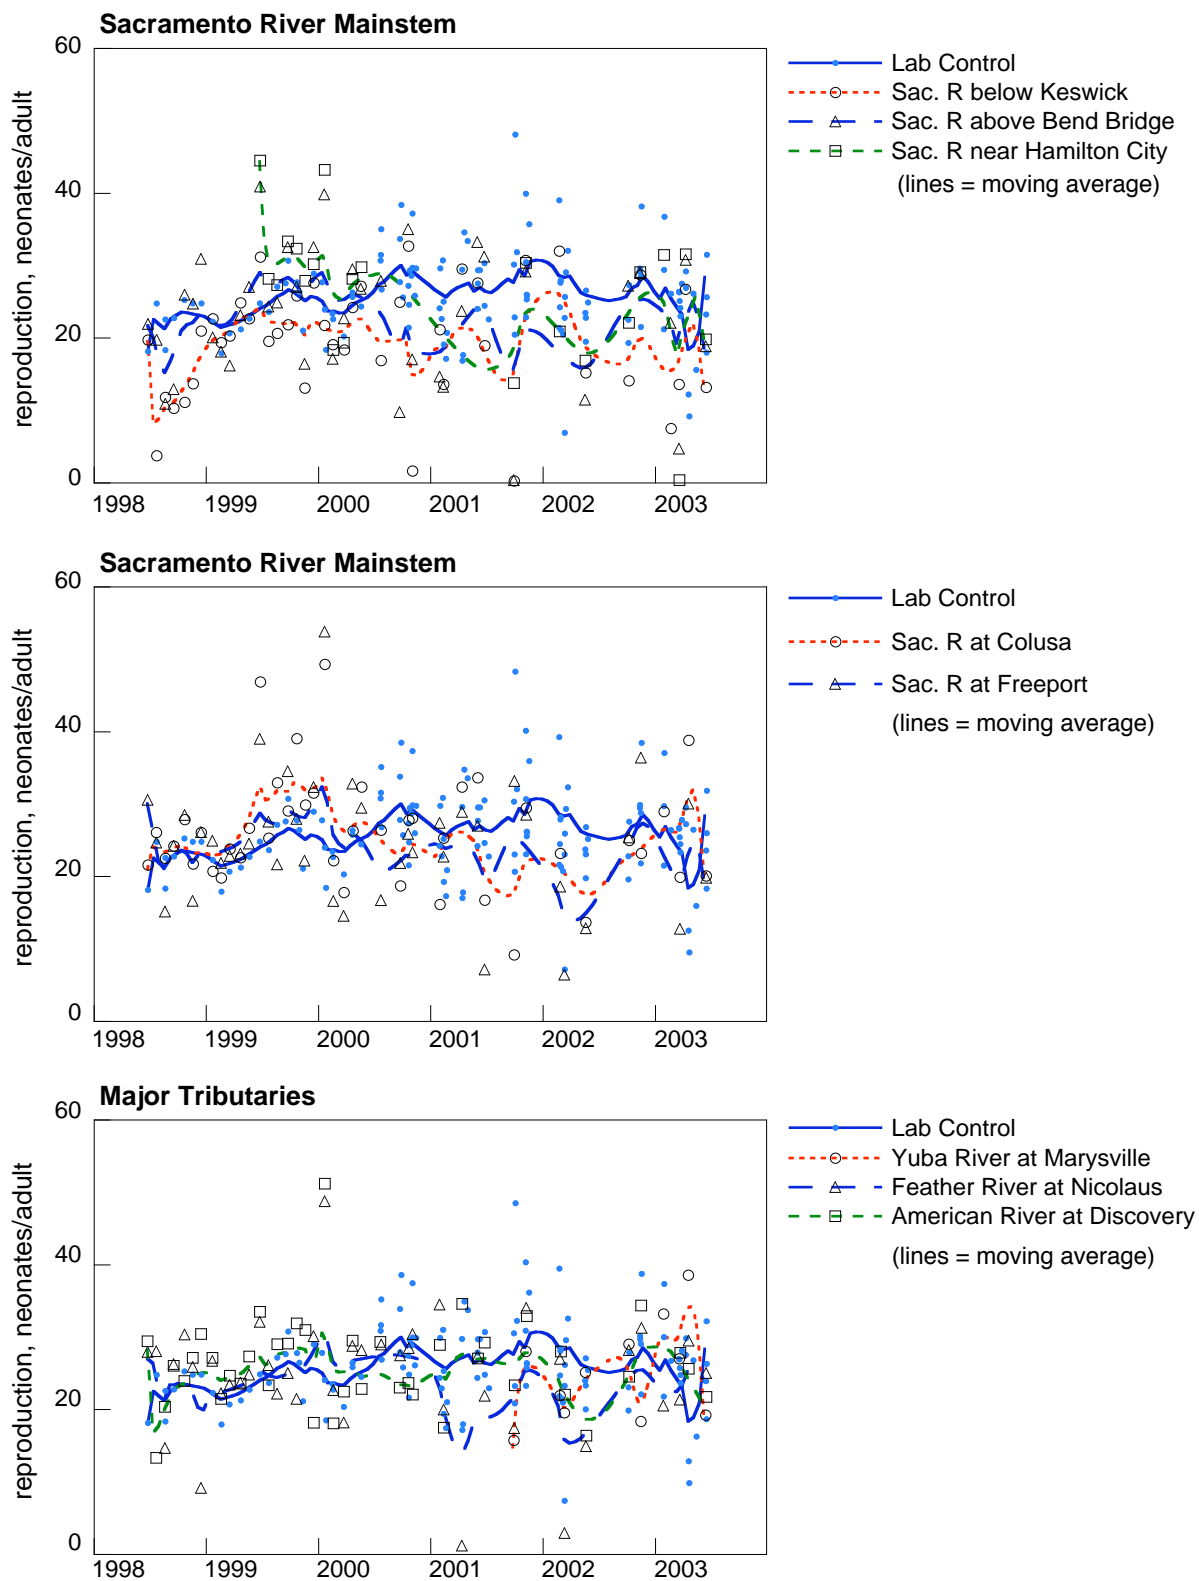 Sacramento River Mainstem
60
40
20
0
reproduction, neonates/adult
1998 1999 2000 2001 2002 2003
Lab Control
Sac. R below Keswick
Sac. R above Bend Bridge
Sac. R near Hamilton City
(lines = moving average)
Sacramento River Mainstem
60
40
20
0
reproduction, neonates/adult
1998 1999 2000 2001 2002 2003
Lab Control
Sac. R at Colusa
Sac. R at Freeport
(lines = moving average)
Major Tributaries
60
40
20
0
reproduction, neonates/adult
1998 1999 2000 2001 2002 2003
Lab Control
Yuba River at Marysville
Feather River at Nicolaus
American River at Discovery
(lines = moving average)